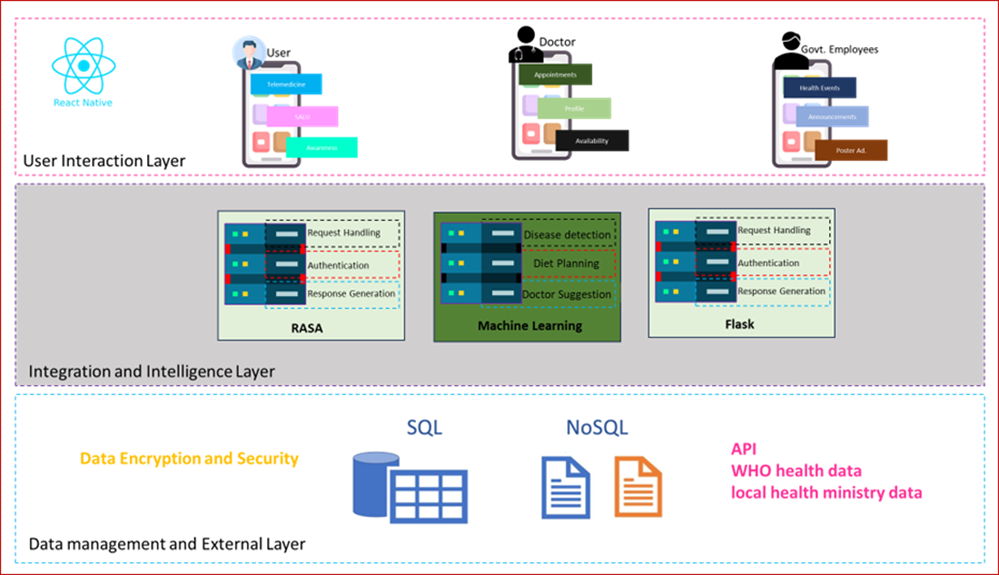 React Native
User
Telemedicine
SAGE
Awareness
Doctor
Appointments
Profile
Availability
Govt. Employees
Health Events
Announcements
Poster Ad.
User Interaction Layer
Request Handling
Authentication
Response Generation
RASA
Disease detection
Diet Planning
Doctor Suggestion
Machine Learning
Request Handling
Authentication
Response Generation
Flask
Integration and Intelligence Layer
Data Encryption and Security
SQL
NoSQL
API
WHO health data
local health ministry data
Data management and External Layer